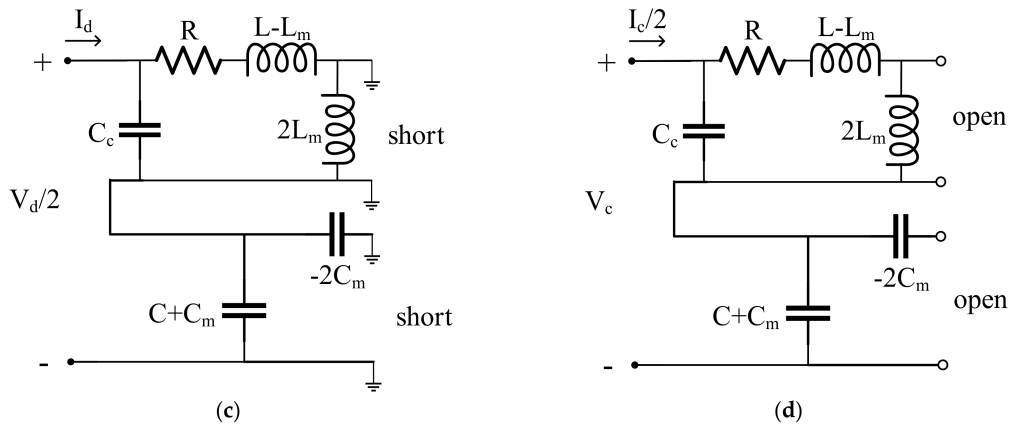 I_d
R
L-L_m
+
C_c
2L_m
short
V_d/2
-2C_m
C+C_m
short
-
(c)
I_c/2
R
L-L_m
+
C_c
2L_m
open
V_c
-2C_m
C+C_m
open
-
(d)